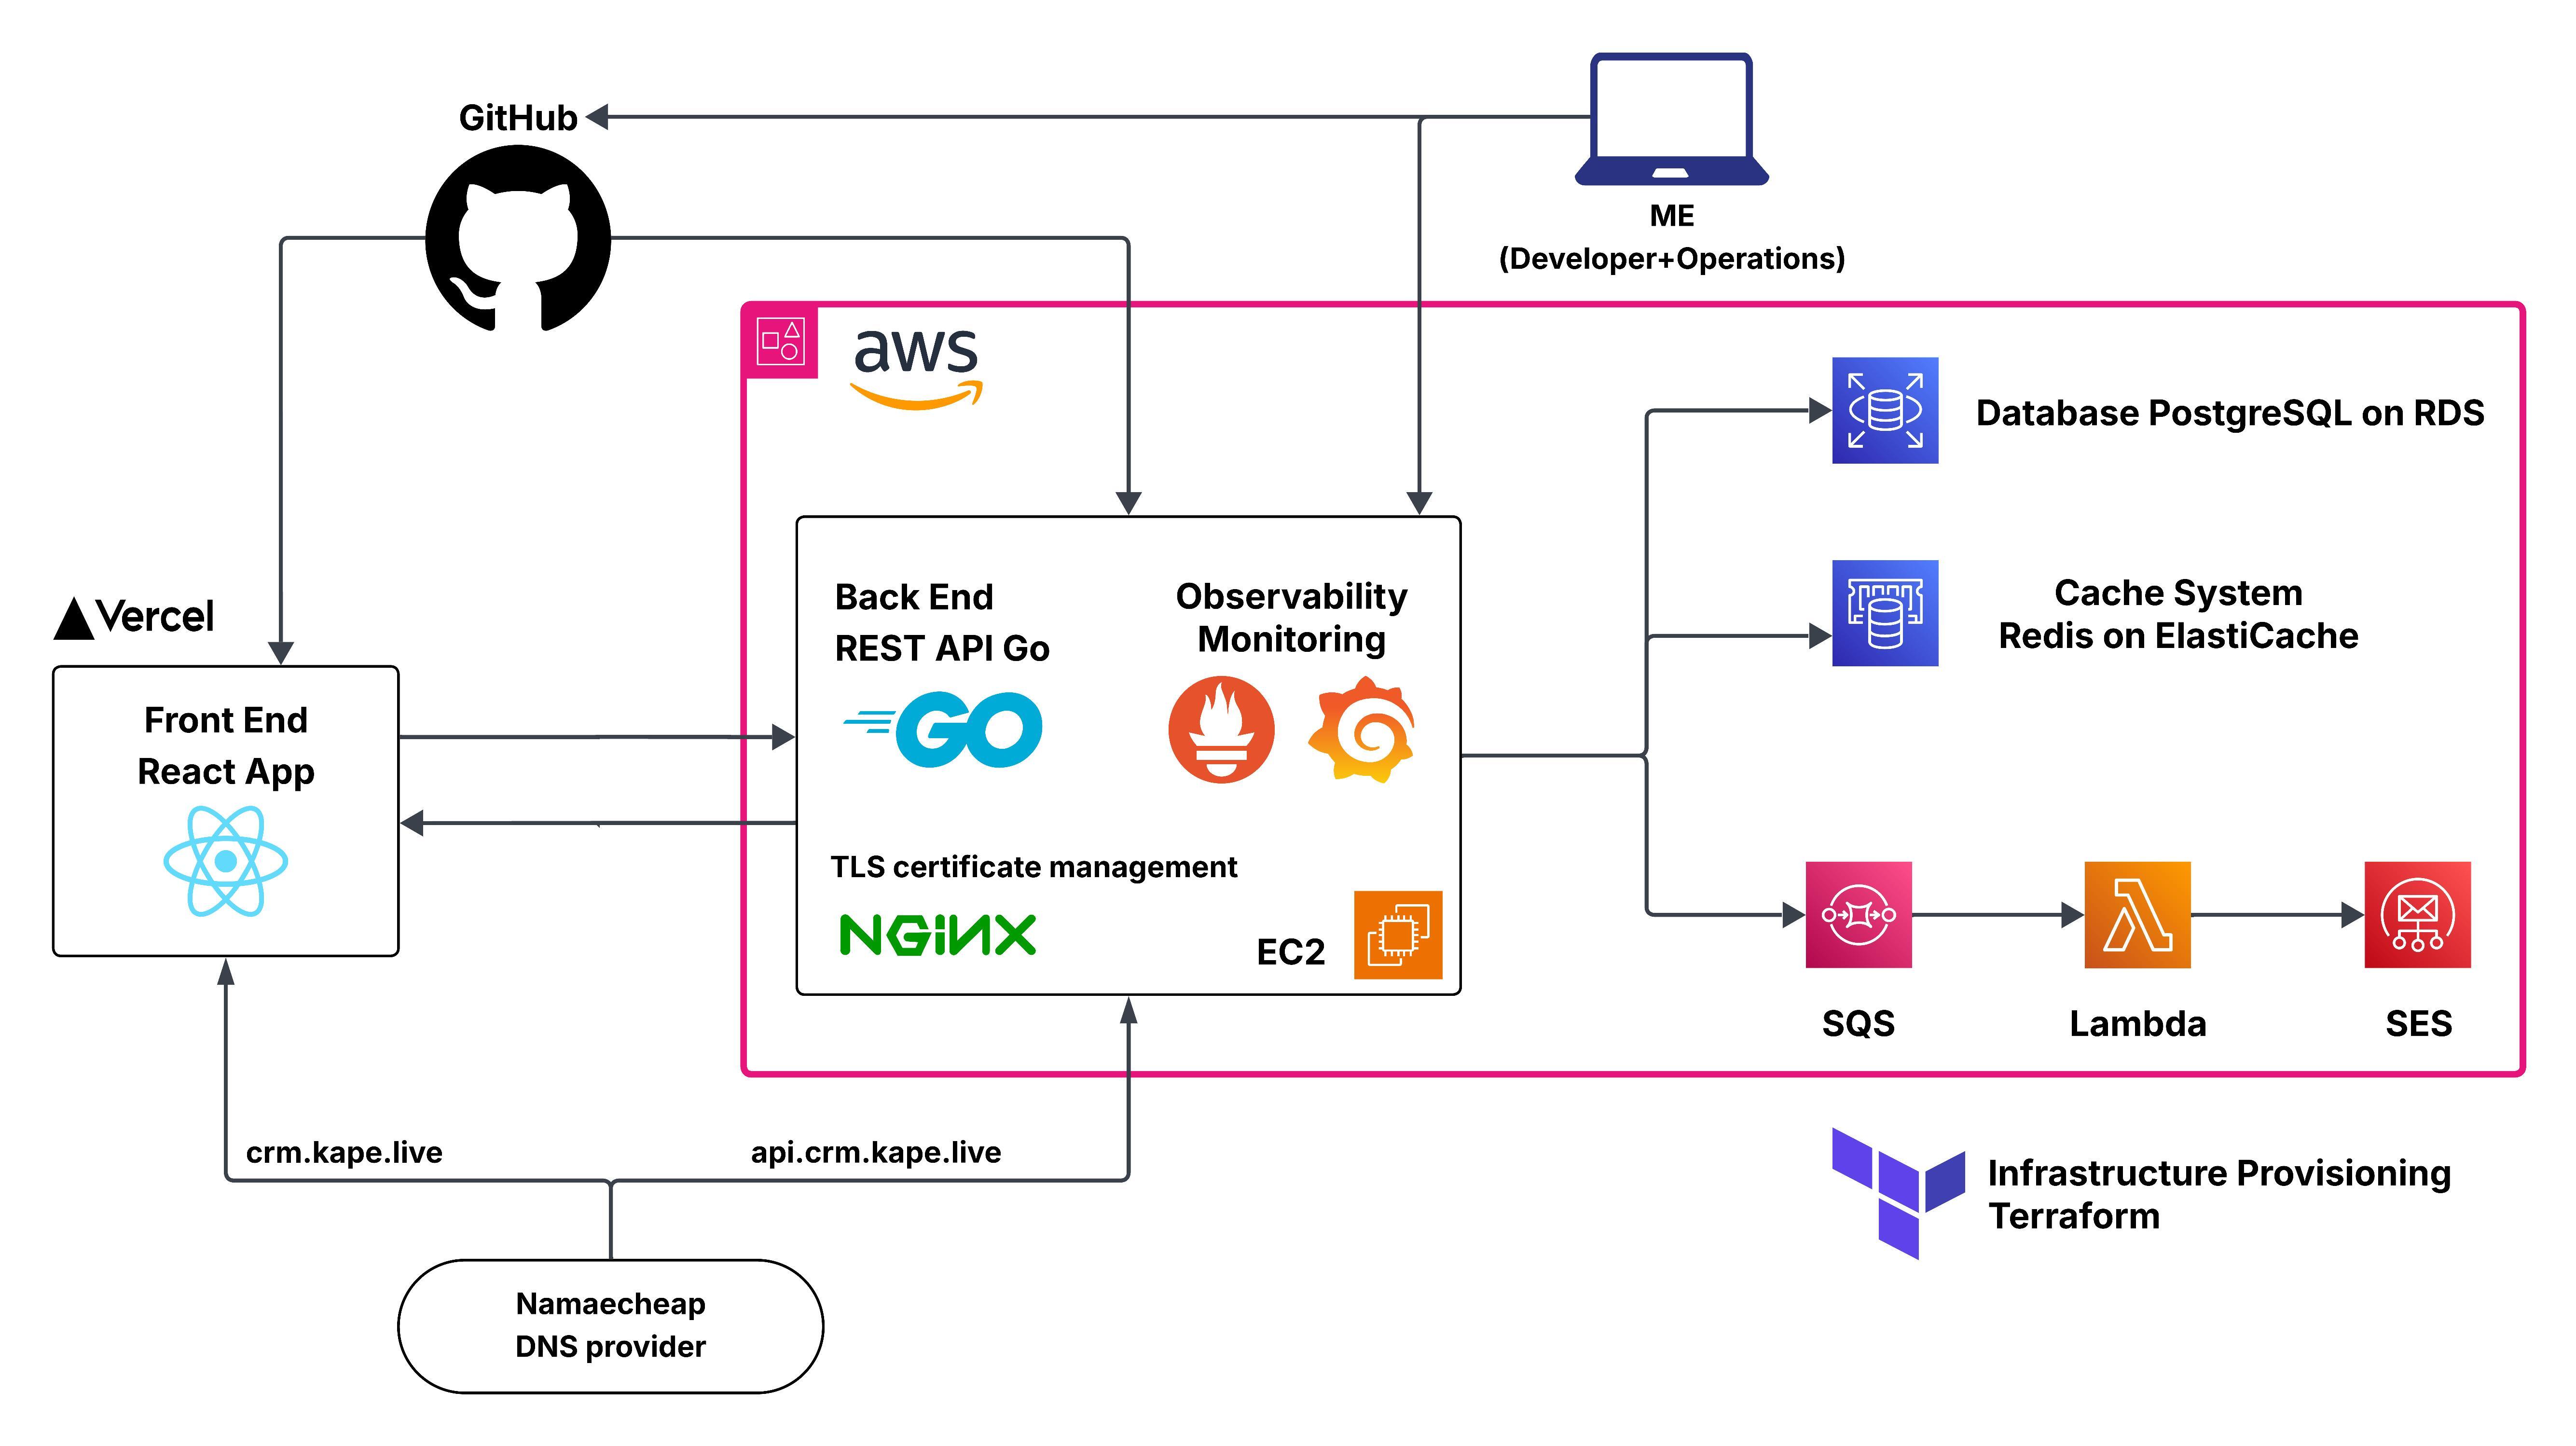 GitHub
ME
(Developer+Operations)
aws
Database PostgreSQL on RDS
Vercel
Back End
REST API Go
GO
Observability
Monitoring
Cache System
Redis on ElastiCache
Front End
React App
TLS certificate management
NGINX
EC2
SQS
Lambda
SES
crm.kape.live
api.crm.kape.live
Infrastructure Provisioning
Terraform
Namaecheap
DNS provider